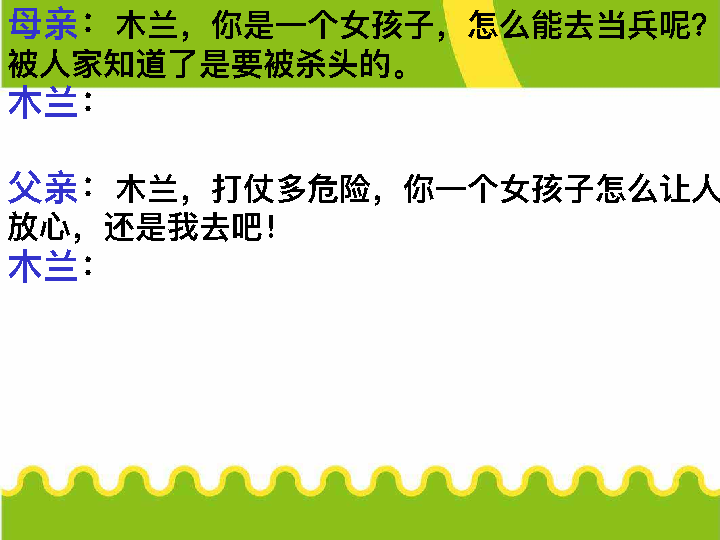 母亲：木兰，你是一个女孩子，怎么能去当兵呢？
被人家知道了是要被杀头的。
木兰：
父亲：木兰，打仗多危险，你一个女孩子怎么让人
放心，还是我去吧！
木兰：